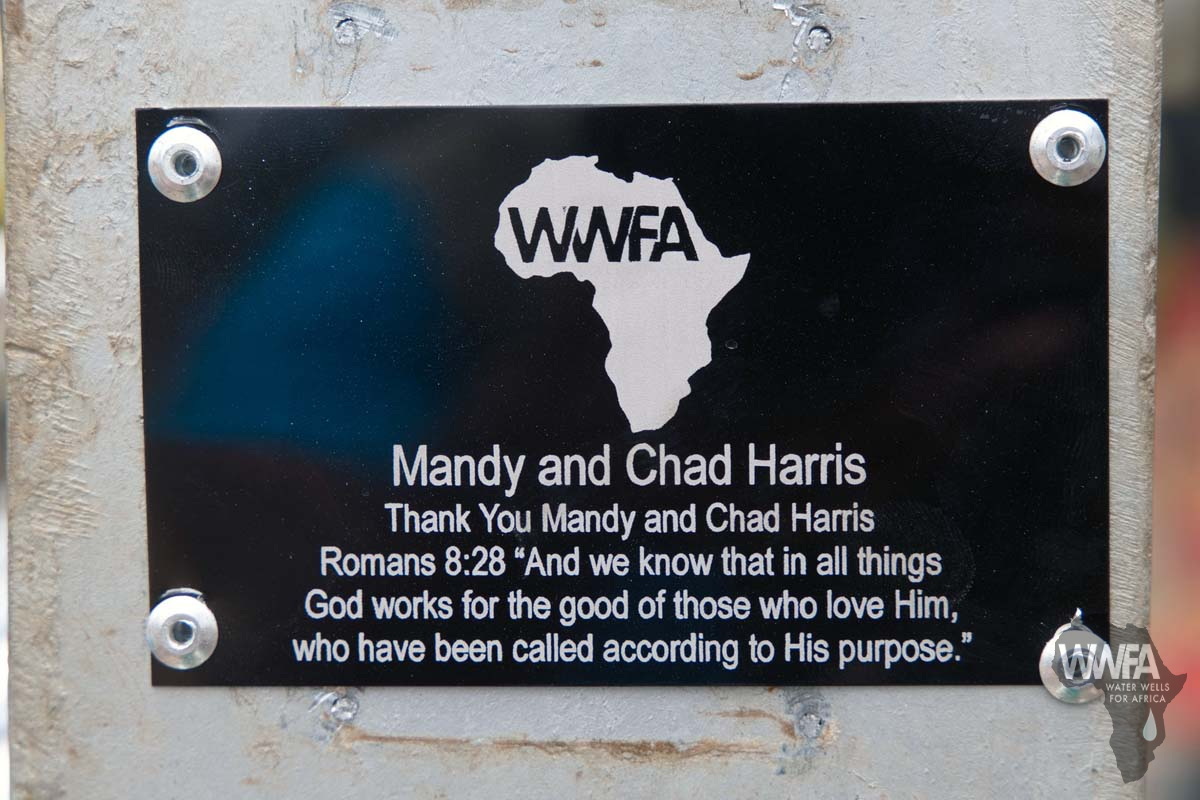 WWFA
Mandy and Chad Harris
Thank You Mandy and Chad Harris
Romans 8:28 “And we know that in all things
God works for the good of those who love Him,
who have been called according to His purpose.”
WWFA
WATER WELLS
FOR AFRICA